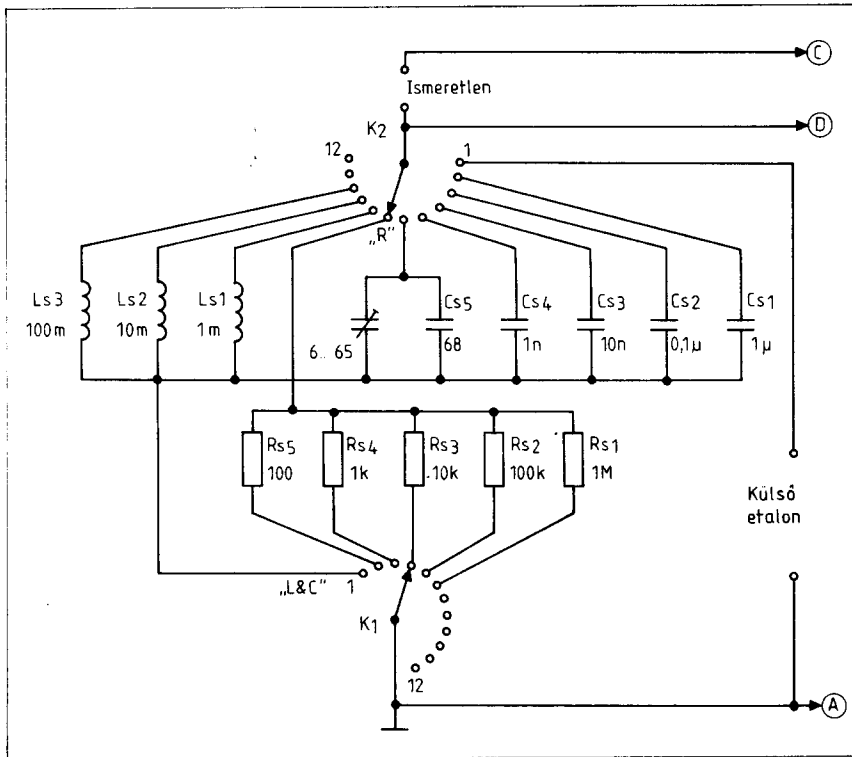 C
Ismeretlen
D
K2
12
1
„R"
Ls3
100m
Ls2
10m
Ls1
1m
6.. 65
Cs5
68
Cs4
1n
Cs3
10n
Cs2
0,1µ
Cs1
1µ
Rs5
100
Rs4
1k
Rs3
.10k
Rs2
100k
Rs1
1M
Külső
etalon
„L&C" 1
K1
12
A